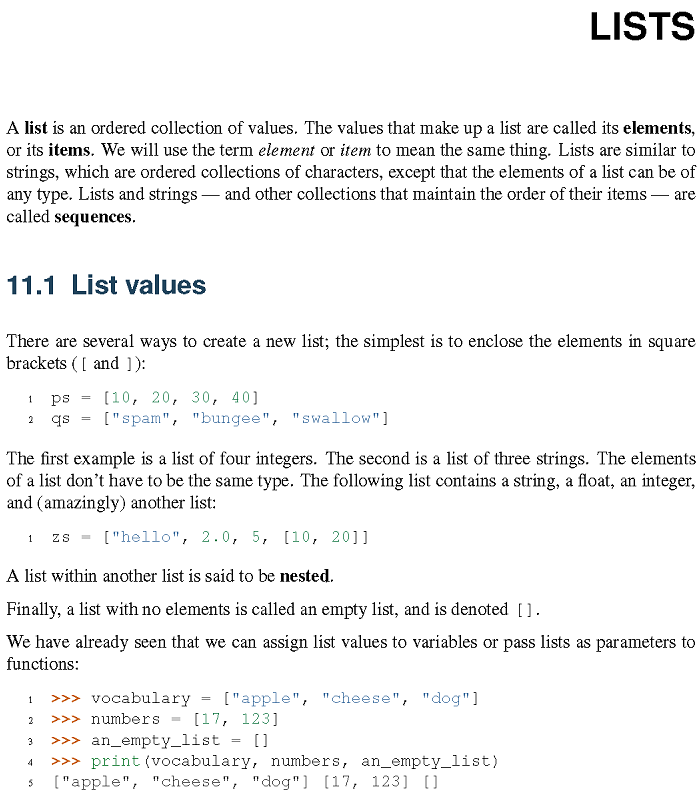 LISTS
A list is an ordered collection of values. The values that make up a list are called its elements,
or its items. We will use the term element or item to mean the same thing. Lists are similar to
strings, which are ordered collections of characters, except that the elements of a list can be of
any type. Lists and strings — and other collections that maintain the order of their items — are
called sequences.
11.1 List values
There are several ways to create a new list; the simplest is to enclose the elements in square
brackets ([ and ]):
1 ps = [10, 20, 30, 40]
2 qs = ["spam", "bungee", "swallow"]
The first example is a list of four integers. The second is a list of three strings. The elements
of a list don't have to be the same type. The following list contains a string, a float, an integer,
and (amazingly) another list:
1 zs = ["hello", 2.0, 5, [10, 20]]
A list within another list is said to be nested.
Finally, a list with no elements is called an empty list, and is denoted [].
We have already seen that we can assign list values to variables or pass lists as parameters to
functions:
1 >>> vocabulary = ["apple", "cheese", "dog"]
2 >>> numbers = [17, 123]
3 >>> an_empty_list = []
4 >>> print(vocabulary, numbers, an_empty_list)
5 ["apple", "cheese", "dog"] [17, 123] []